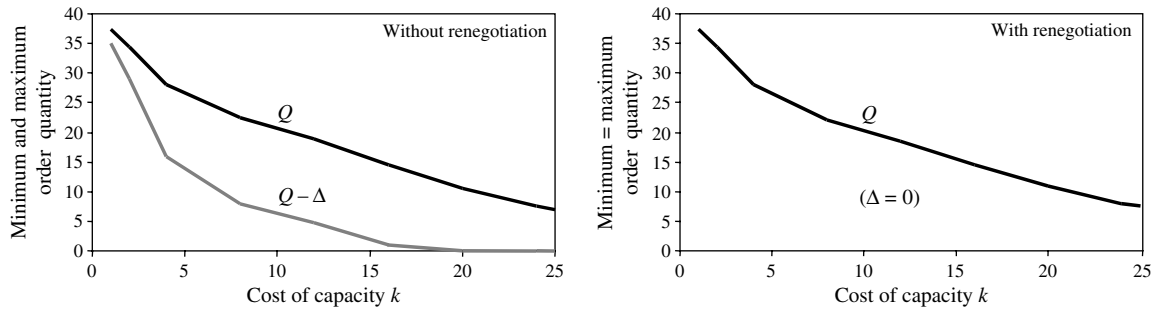 Without renegotiation
Minimum and maximum
order quantity
40
35
30
25
20
15
10
5
0
Q
Q – Δ
0 5 10 15 20 25
Cost of capacity k
With renegotiation
Minimum = maximum
order quantity
40
35
30
25
20
15
10
5
0
Q
(Δ = 0)
0 5 10 15 20 25
Cost of capacity k